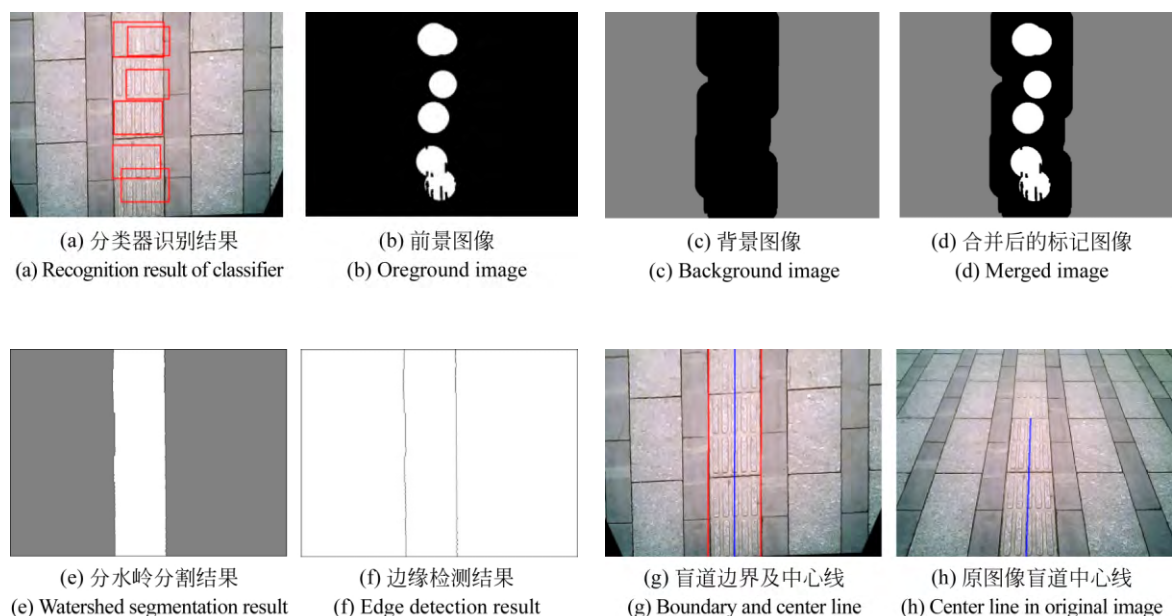 (a) 分类器识别结果
(a) Recognition result of classifier
(b) 前景图像
(b) Oreground image
(c) 背景图像
(c) Background image
(d) 合并后的标记图像
(d) Merged image
(e) 分水岭分割结果
(e) Watershed segmentation result
(f) 边缘检测结果
(f) Edge detection result
(g) 盲道边界及中心线
(g) Boundary and center line
(h) 原图像盲道中心线
(h) Center line in original image